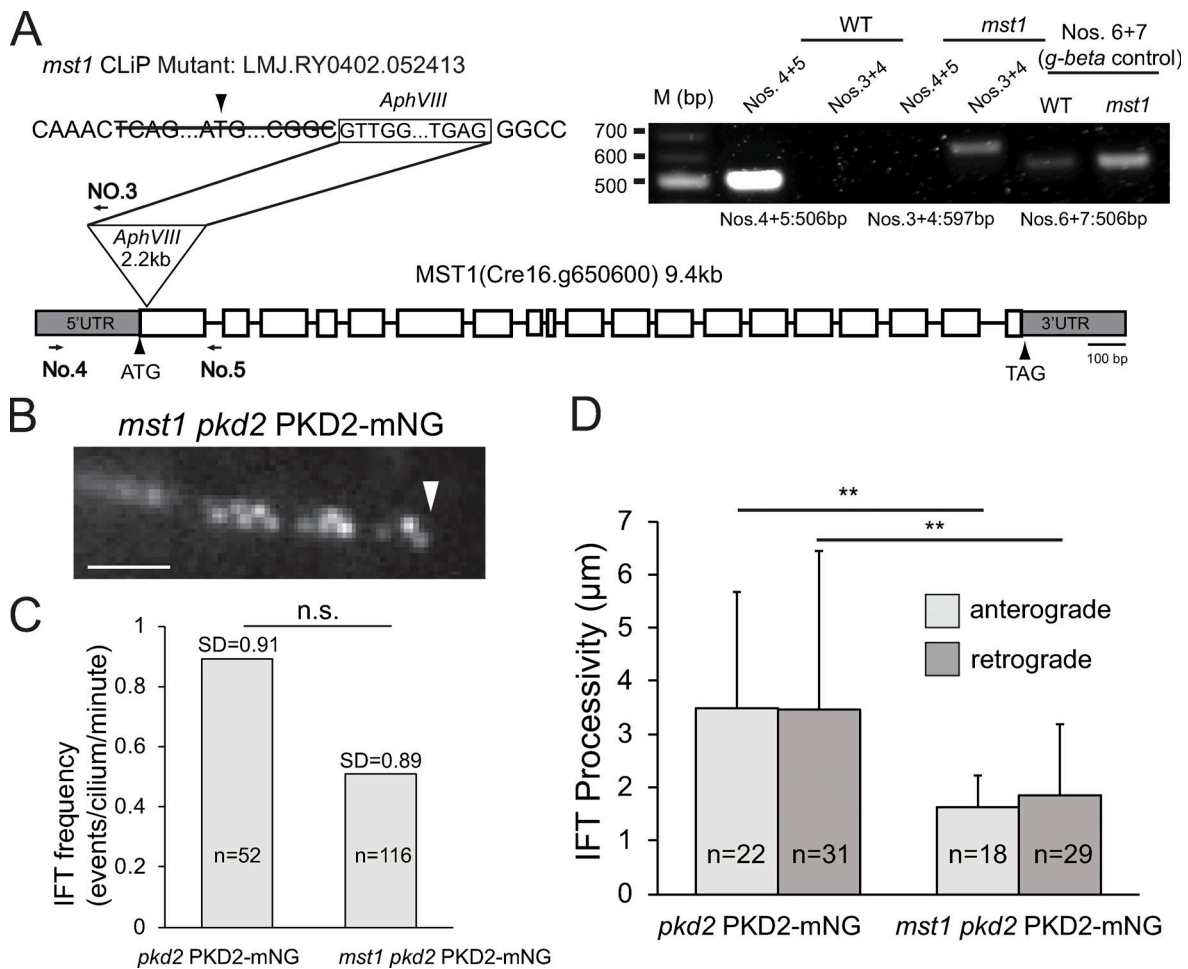 A
mst1 CLiP Mutant: LMJ.RY0402.052413
AphVIII
CAAACTCAG...ATG...CGGCGTTGG...TGAG GGCC
NO.3
AphVIII
2.2kb
MST1(Cre16.g650600) 9.4kb
5'UTR
3'UTR
No.4
ATG
No.5
TAG
100 bp
WT
mst1
Nos. 6+7
(g-beta control)
M (bp)
Nos. 4+5
Nos.3+4
Nos.4+5
Nos.3+4
WT
mst1
700
600
500
Nos.4+5:506bp
Nos.3+4:597bp
Nos.6+7:506bp
B
mst1 pkd2 PKD2-mNG
C
n.s.
IFT frequency
(events/cilium/minute)
1
0.8
0.6
0.4
0.2
0
SD=0.91
SD=0.89
n=52
n=116
pkd2 PKD2-mNG
mst1 pkd2 PKD2-mNG
D
**
**
IFT Processivity (µm)
7
6
5
4
3
2
1
0
anterograde
retrograde
n=22
n=31
n=18
n=29
pkd2 PKD2-mNG
mst1 pkd2 PKD2-mNG